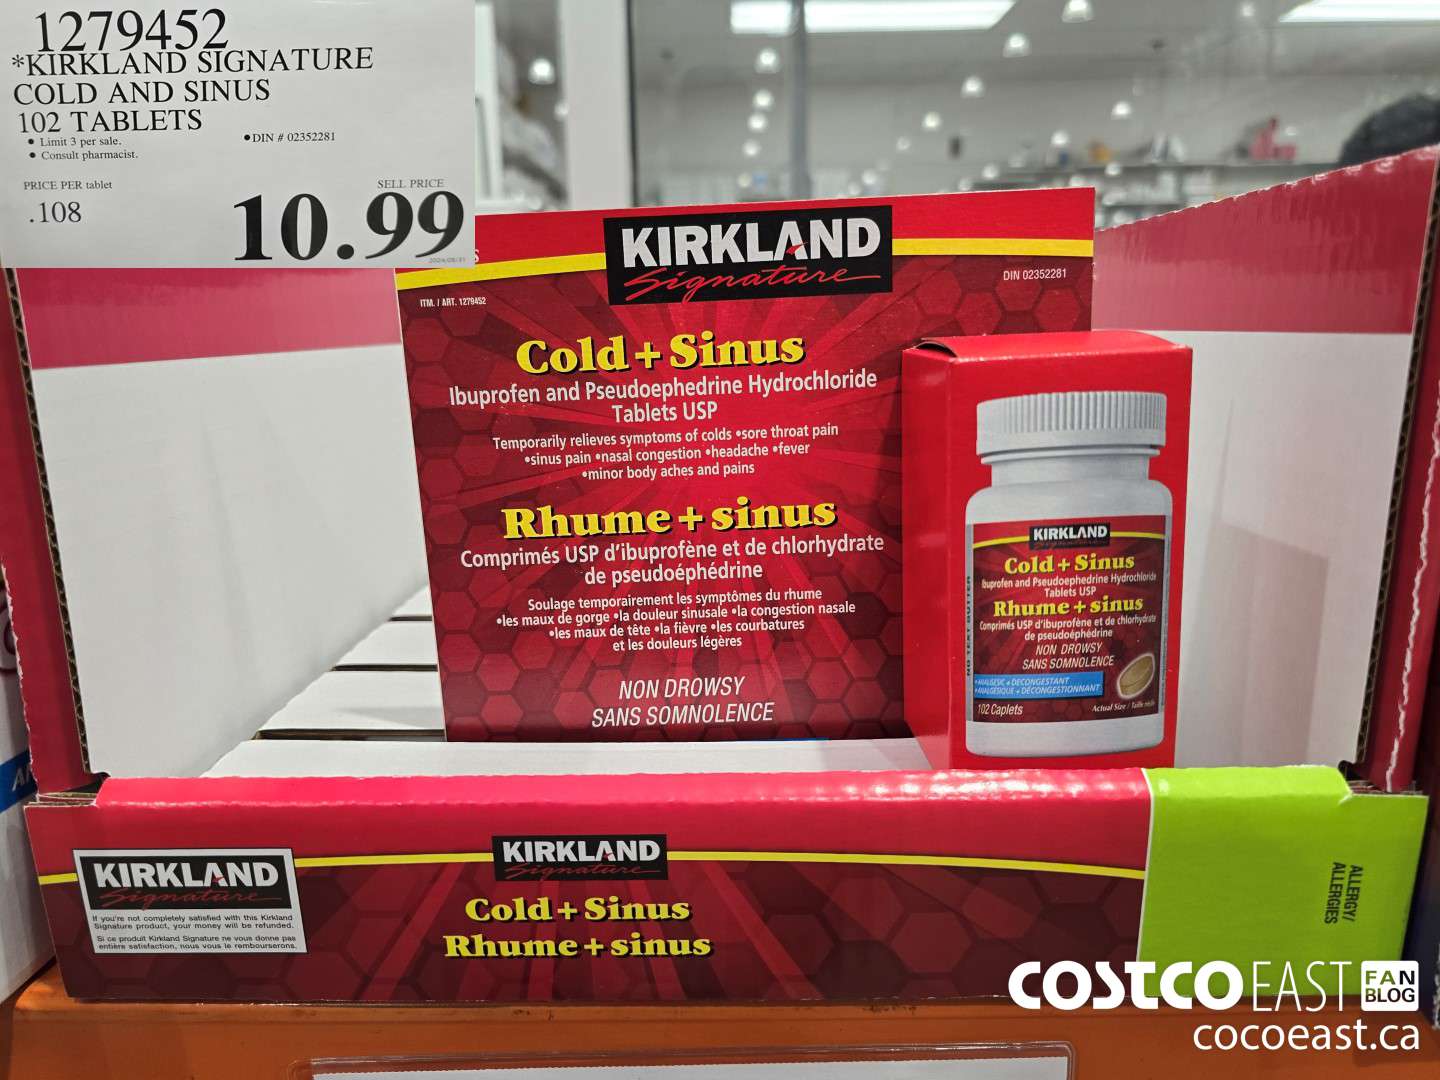 1279452
*KIRKLAND SIGNATURE
COLD AND SINUS
102 TABLETS
• Limit 3 per sale.
• DIN # 02352281
• Consult pharmacist.
PRICE PER tablet
.108
SELL PRICE
10.99
KIRKLAND
Signature
DIN 02352281
ITM. / ART. 1279452
Cold + Sinus
Ibuprofen and Pseudoephedrine Hydrochloride
Tablets USP
Temporarily relieves symptoms of colds •sore throat pain
•sinus pain •nasal congestion •headache •fever
•minor body aches and pains
Rhume + sinus
Comprimés USP d'ibuprofène et de chlorhydrate
de pseudoéphédrine
Soulage temporairement les symptômes du rhume
•les maux de gorge •la douleur sinusale •la congestion nasale
•les maux de tête •la fièvre •les courbatures
et les douleurs légères
NON DROWSY
SANS SOMNOLENCE
KIRKLAND
Signature
Cold + Sinus
Ibuprofen and Pseudoephedrine Hydrochloride
Tablets USP
Rhume + sinus
Comprimés USP d'ibuprofène et de chlorhydrate
de pseudoéphédrine
NON DROWSY
SANS SOMNOLENCE
•ANALGESIC + DECONGESTANT
•ANALGÉSIQUE + DÉCONGESTIONNANT
102 Caplets
Actual Size / Taille réelle
KIRKLAND
Signature
If you're not completely satisfied with this Kirkland
Signature product, your money will be refunded.
Si ce produit Kirkland Signature ne vous donne pas
entière satisfaction, nous vous le rembourserons.
KIRKLAND
Signature
Cold + Sinus
Rhume + sinus
ALLERGY/
ALLERGIES
COSTCO EAST FAN
BLOG
cocoeast.ca